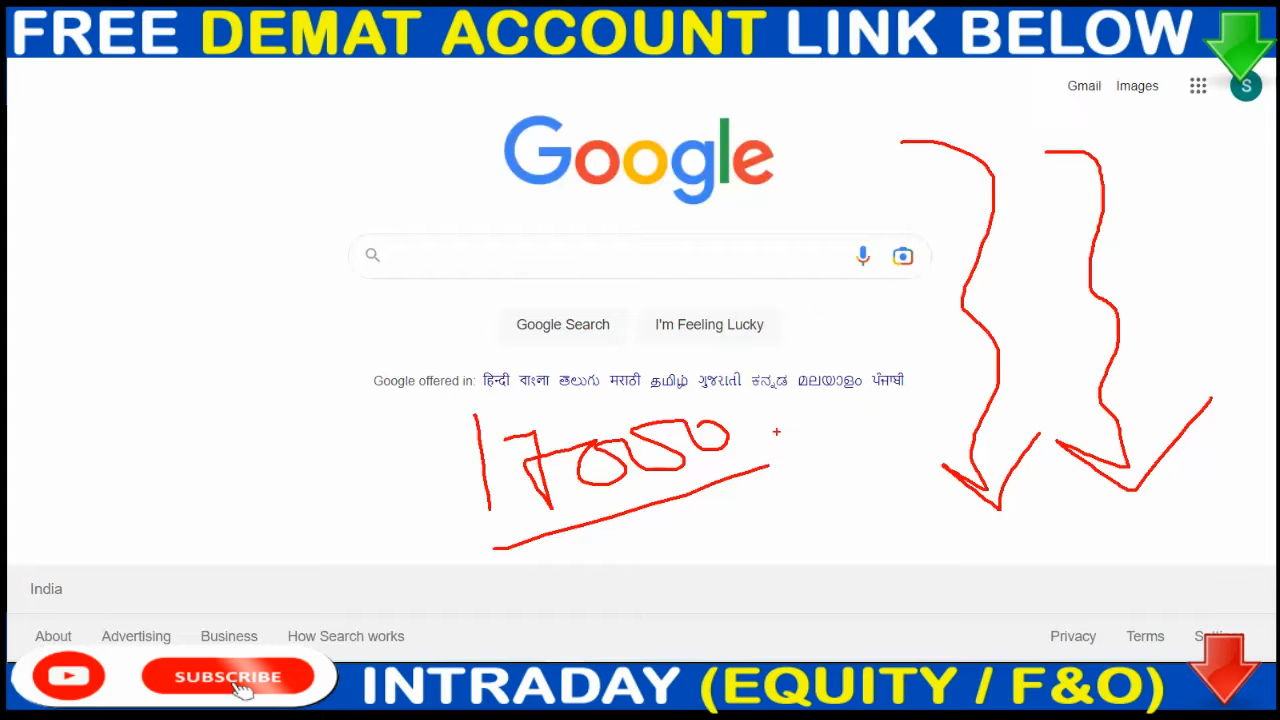 FREE DEMAT ACCOUNT LINK BELOW
Gmail Images
S
Google
Google Search I'm Feeling Lucky
Google offered in: हिन्दी বাংলা తెలుగు मराठी தமிழ் ગુજરાતી ಕನ್ನಡ മലയാളം ਪੰਜਾਬੀ
17000
India
About Advertising Business How Search works Privacy Terms
SUBSCRIBE
INTRADAY (EQUITY / F&O)